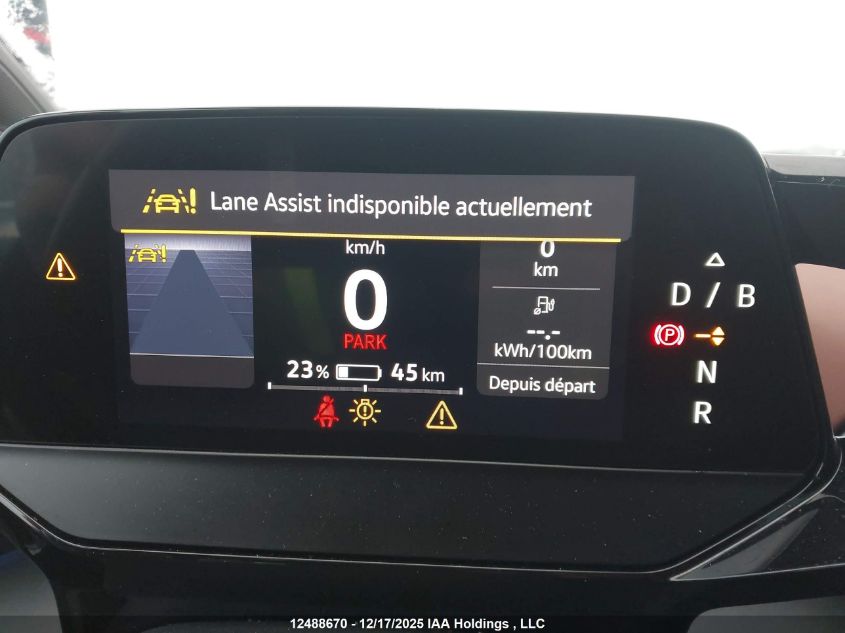 Lane Assist indisponible actuellement
km/h
0
PARK
23% 45 km
0
km
--.-
kWh/100km
Depuis départ
D / B
P
N
R
12488670 - 12/17/2025 IAA Holdings , LLC